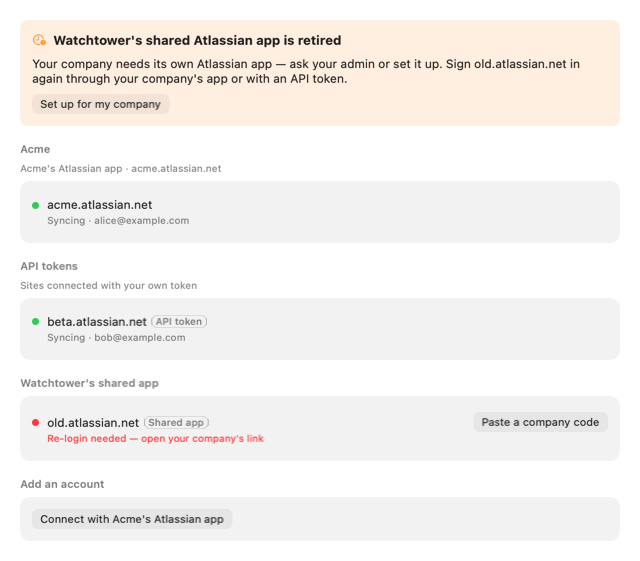 Watchtower's shared Atlassian app is retired
Your company needs its own Atlassian app — ask your admin or set it up. Sign old.atlassian.net in
again through your company's app or with an API token.
Set up for my company
Acme
Acme's Atlassian app · acme.atlassian.net
acme.atlassian.net
Syncing · alice@example.com
API tokens
Sites connected with your own token
beta.atlassian.net API token
Syncing · bob@example.com
Watchtower's shared app
old.atlassian.net Shared app
Paste a company code
Re-login needed — open your company's link
Add an account
Connect with Acme's Atlassian app